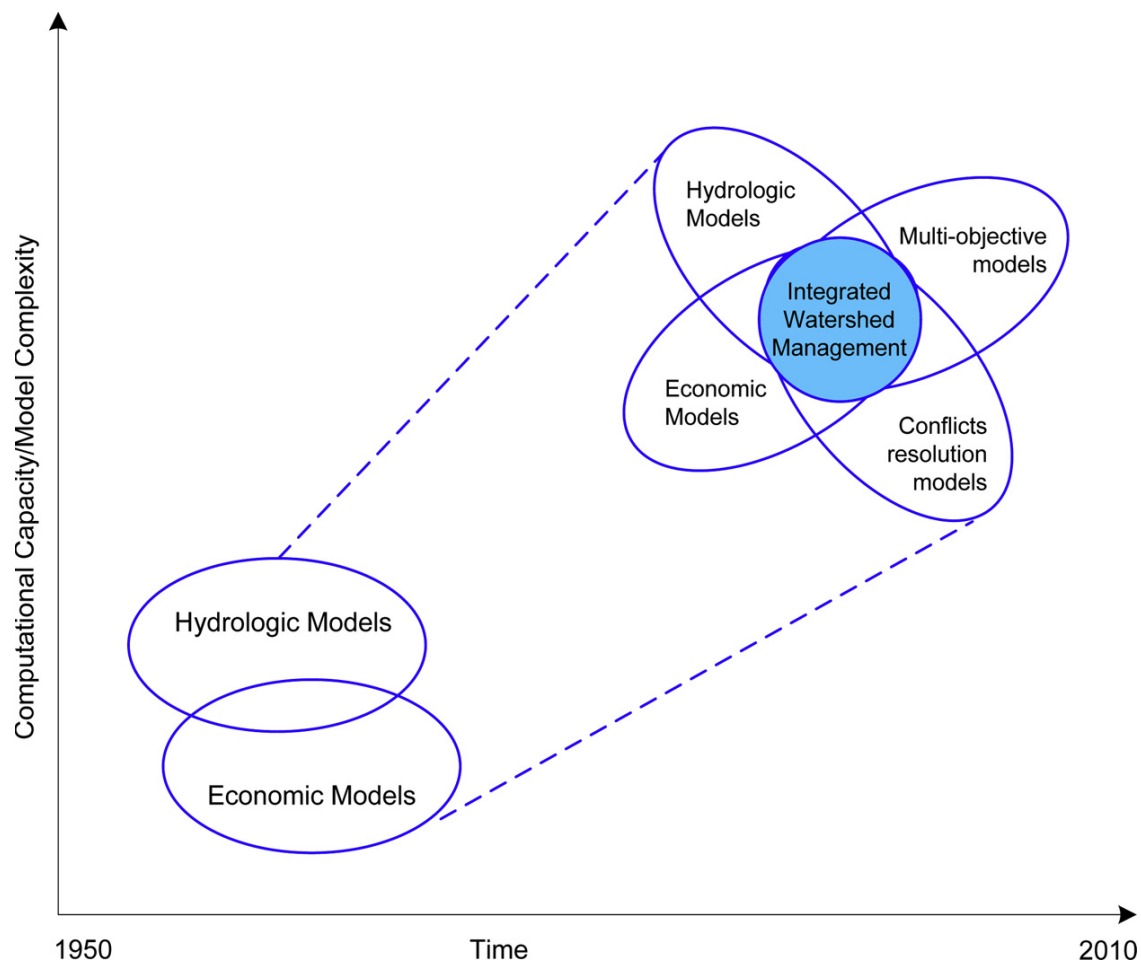 Computational Capacity/Model Complexity
Hydrologic
Models
Multi-objective
models
Integrated
Watershed
Management
Economic
Models
Conflicts
resolution
models
Hydrologic Models
Economic Models
1950
Time
2010